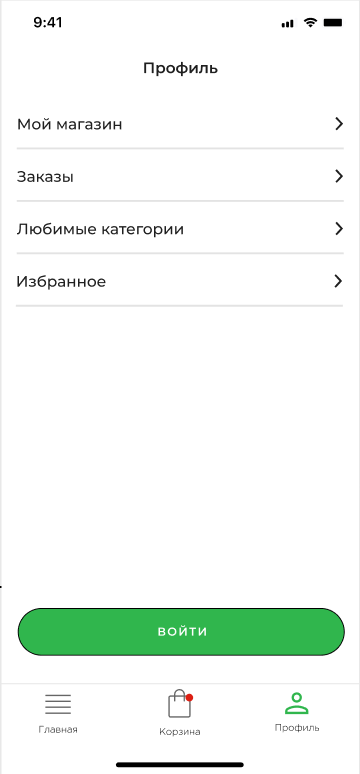 9:41
Профиль
Мой магазин
Заказы
Любимые категории
Избранное
ВОЙТИ
Главная
Корзина
Профиль